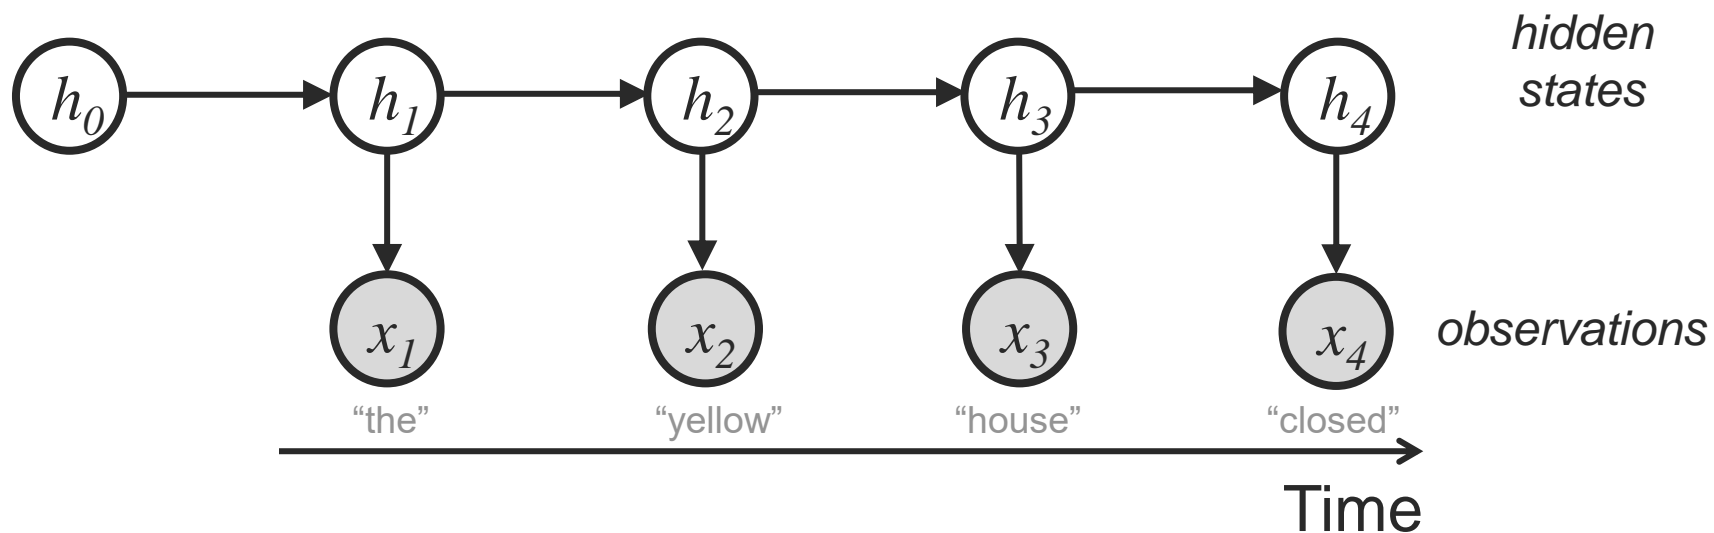 hidden
states
h0 h1 h2 h3 h4
x1 x2 x3 x4
observations
“the” “yellow” “house” “closed”
Time